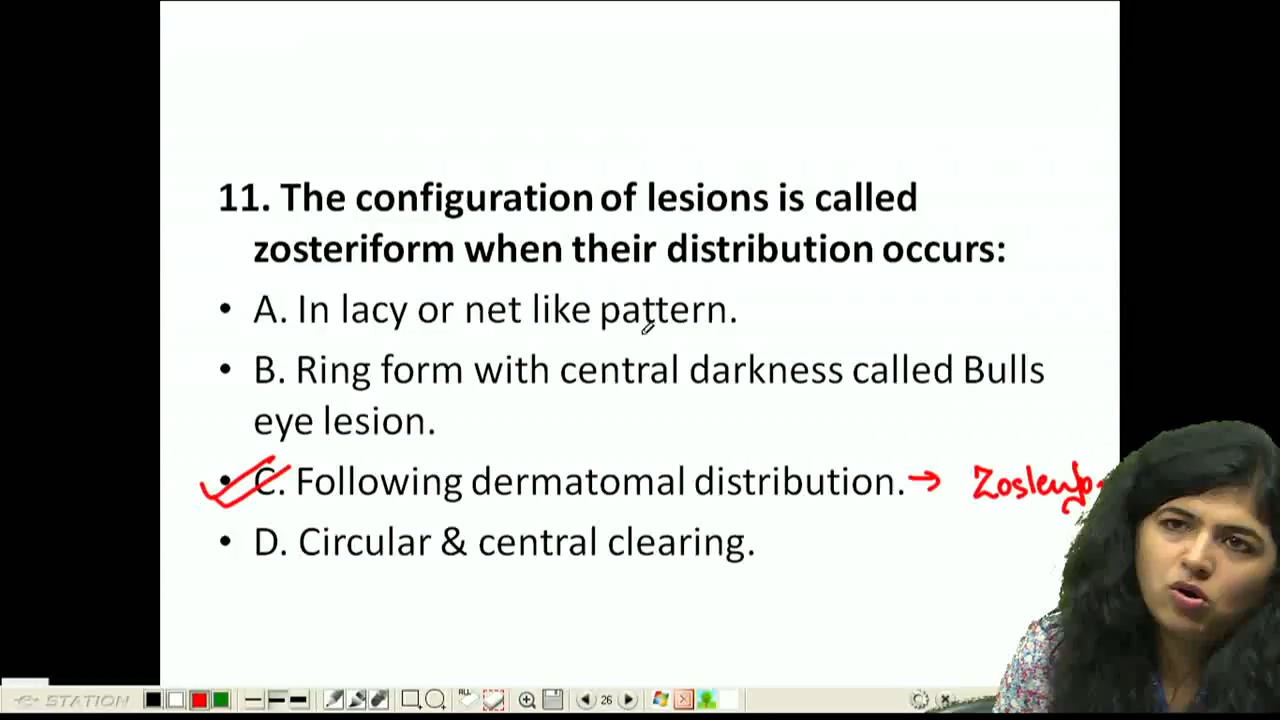 11. The configuration of lesions is called
zosteriform when their distribution occurs:
• A. In lacy or net like pattern.
• B. Ring form with central darkness called Bulls
eye lesion.
• C. Following dermatomal distribution. →
• D. Circular & central clearing.
e-STATION ALL 26